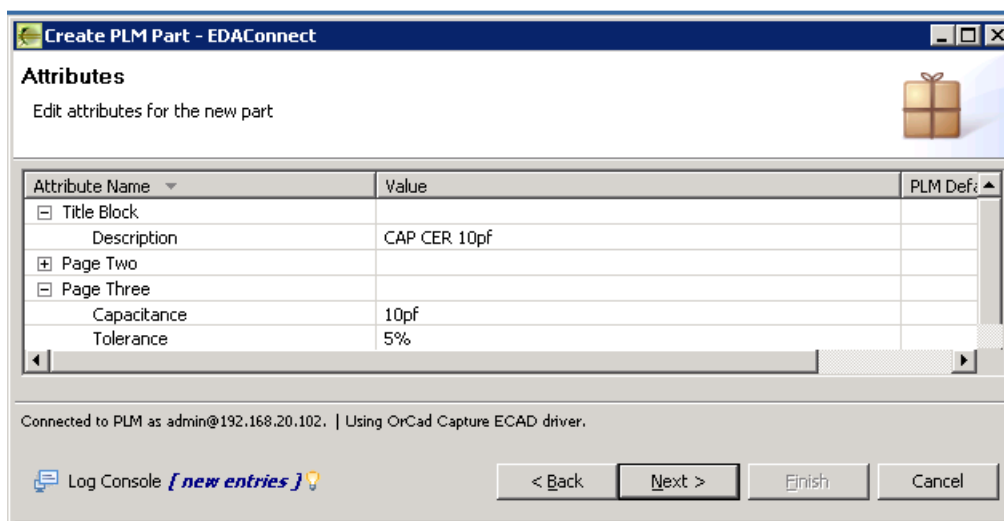 Create PLM Part - EDAConnect
Attributes
Edit attributes for the new part
Attribute Name Value PLM Defa
Title Block
Description CAP CER 10pf
Page Two
Page Three
Capacitance 10pf
Tolerance 5%
Connected to PLM as admin@192.168.20.102. | Using OrCad Capture ECAD driver.
Log Console [ new entries ] < Back Next > Finish Cancel